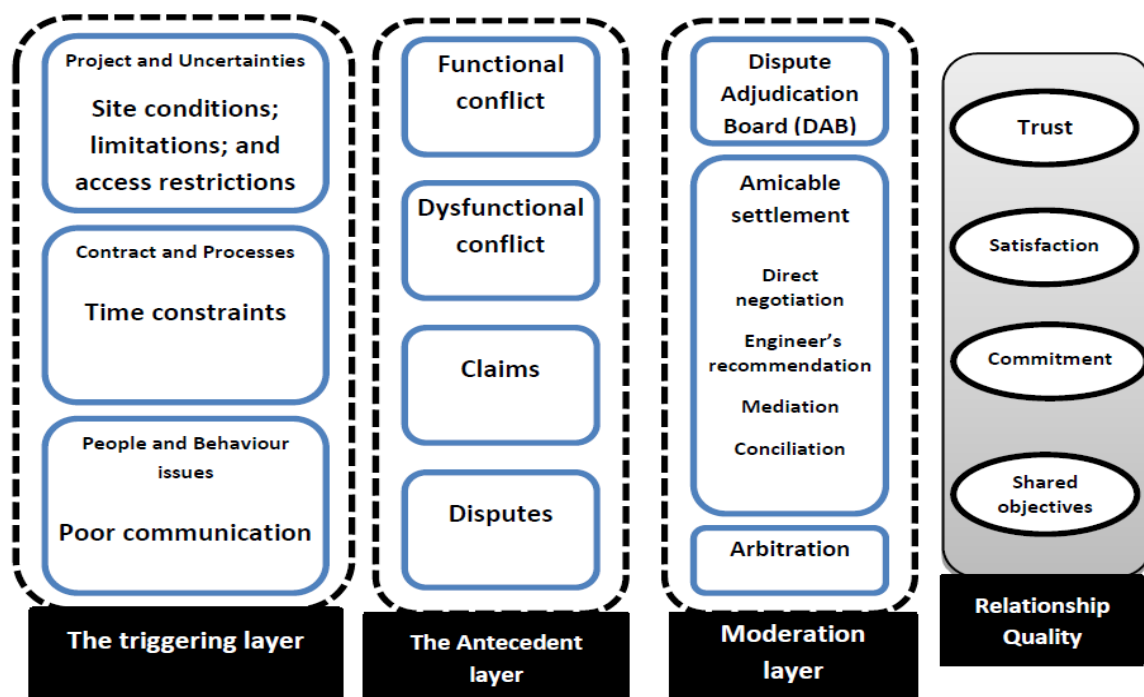 Project and Uncertainties
Site conditions;
limitations; and
access restrictions
Contract and Processes
Time constraints
People and Behaviour
issues
Poor communication
The triggering layer
Functional
conflict
Dysfunctional
conflict
Claims
Disputes
The Antecedent
layer
Dispute
Adjudication
Board (DAB)
Amicable
settlement
Direct
negotiation
Engineer’s
recommendation
Mediation
Conciliation
Arbitration
Moderation
layer
Trust
Satisfaction
Commitment
Shared
objectives
Relationship
Quality